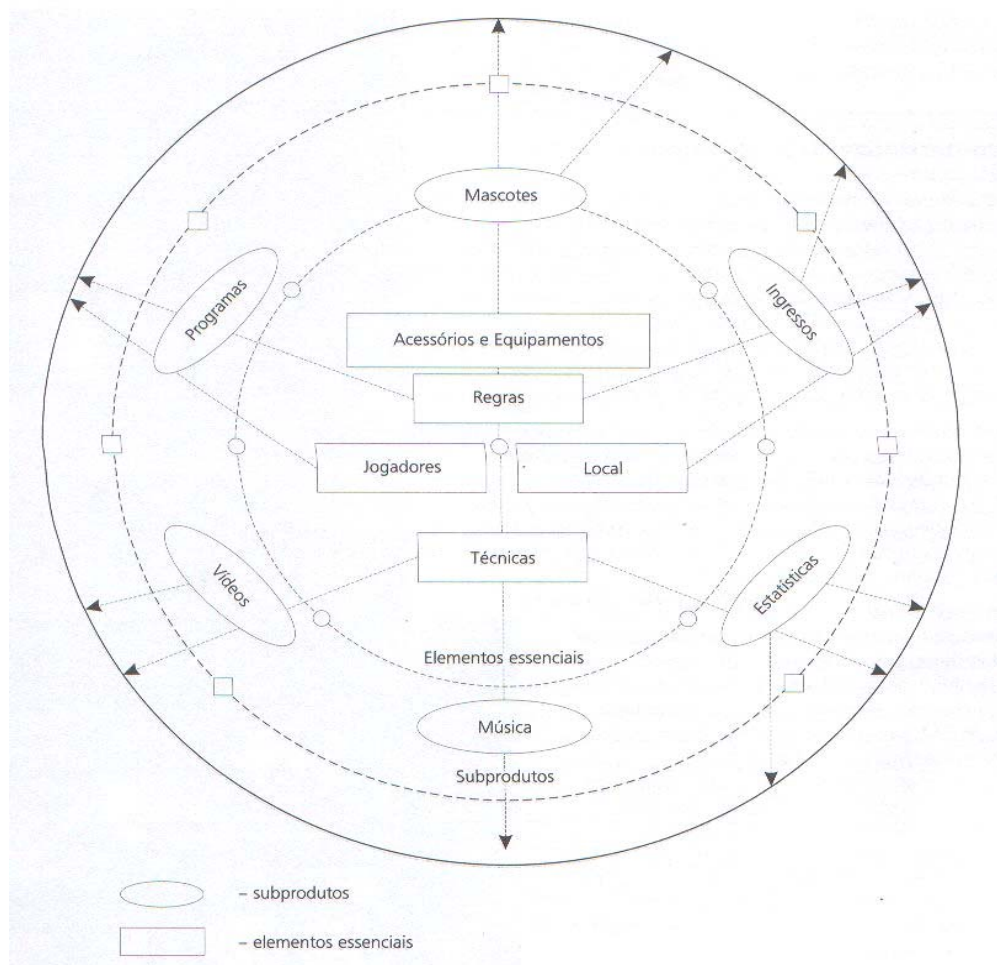 Mascotes
Programas
Ingressos
Acessórios e Equipamentos
Regras
Jogadores
Local
Técnicas
Vídeos
Estatísticas
Elementos essenciais
Música
Subprodutos
– subprodutos
– elementos essenciais